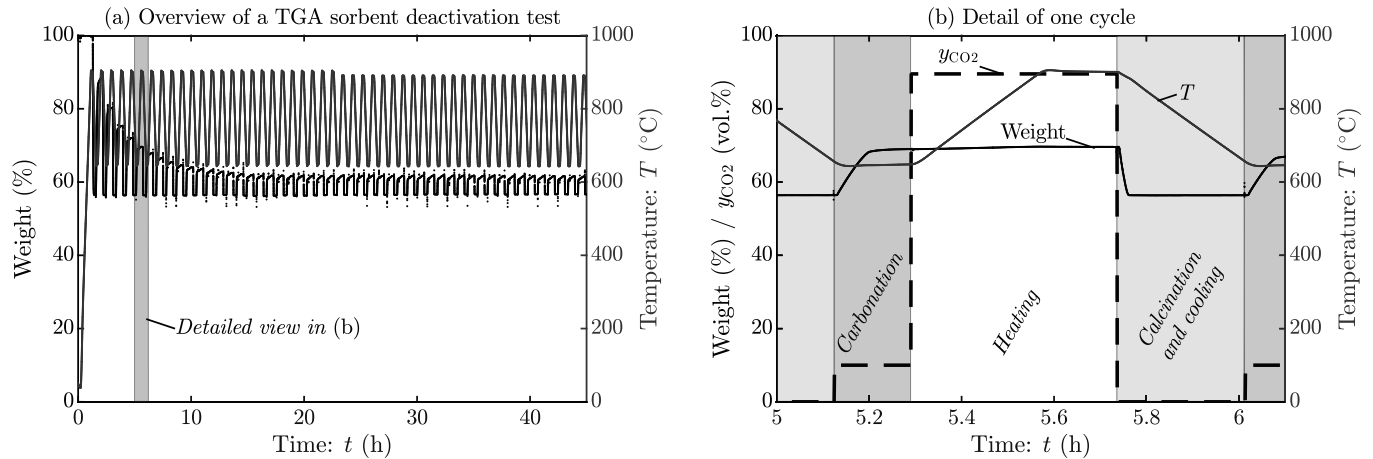 (a) Overview of a TGA sorbent deactivation test
100
80
60
40
20
0
Weight (%)
1000
800
600
400
200
0
Temperature: T (°C)
Detailed view in (b)
0
10
20
30
40
Time: t (h)
(b) Detail of one cycle
100
80
60
40
20
0
Weight (%) / yCO2 (vol.%)
1000
800
600
400
200
0
Temperature: T (°C)
yCO2
T
Weight
Carbonation
Heating
Calcination
and cooling
5
5.2
5.4
5.6
5.8
6
Time: t (h)